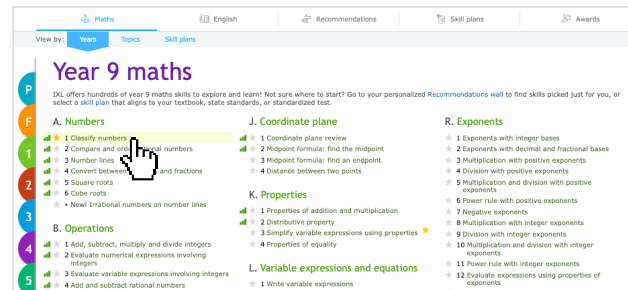 Maths
English
Recommendations
Skill plans
Awards
View by:
Years
Topics
Skill plans
P
F
1
2
3
4
5
Year 9 maths
IXL offers hundreds of year 9 maths skills to explore and learn! Not sure where to start? Go to your personalized Recommendations wall to find skills picked just for you, or
select a skill plan that aligns to your textbook, state standards, or standardized test.
A. Numbers
1 Classify numbers
2 Compare and numbers
3 Number lines
4 Convert between and fractions
5 Square roots
6 Cube roots
• New! Irrational numbers on number lines
B. Operations
1 Add, subtract, multiply and divide integers
2 Evaluate numerical expressions involving
integers
3 Evaluate variable expressions involving integers
4 Add and subtract rational numbers
J. Coordinate plane
1 Coordinate plane review
2 Midpoint formula: find the midpoint
3 Midpoint formula: find an endpoint
4 Distance between two points
K. Properties
1 Properties of addition and multiplication
2 Distributive property
3 Simplify variable expressions using properties
4 Properties of equality
L. Variable expressions and equations
1 Write variable expressions
R. Exponents
1 Exponents with integer bases
2 Exponents with decimal and fractional bases
3 Multiplication with positive exponents
4 Division with positive exponents
5 Multiplication and division with positive
exponents
6 Power rule with positive exponents
7 Negative exponents
8 Multiplication with integer exponents
9 Division with integer exponents
10 Multiplication and division with integer
exponents
11 Power rule with integer exponents
12 Evaluate expressions using properties of
exponents